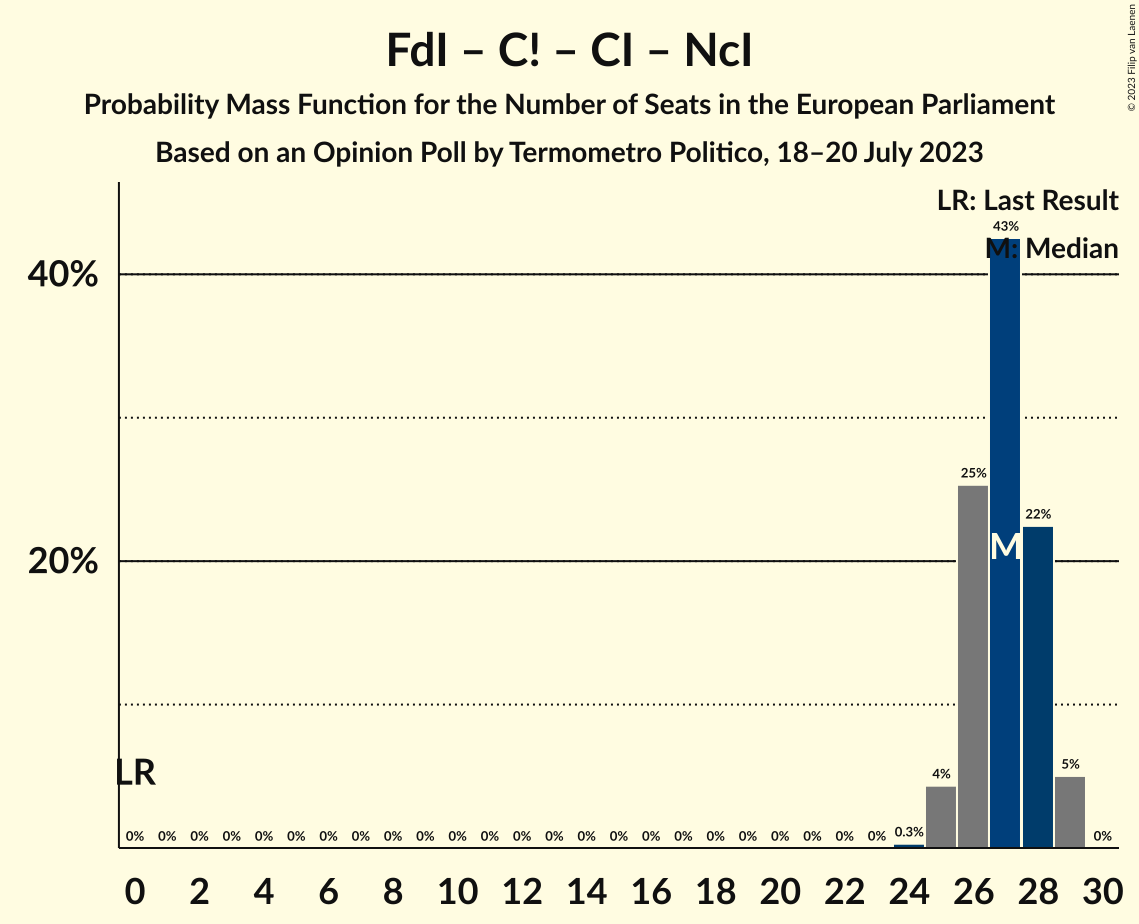 FdI – C! – CI – NcI
Probability Mass Function for the Number of Seats in the European Parliament
Based on an Opinion Poll by Termometro Politico, 18–20 July 2023
© 2023 Filip van Laenen
LR: Last Result
M: Median
40%
20%
43%
25%
22%
M
LR
4%
5%
0% 0% 0% 0% 0% 0% 0% 0% 0% 0% 0% 0% 0% 0% 0% 0% 0% 0% 0% 0% 0% 0% 0% 0% 0.3% 0%
0 2 4 6 8 10 12 14 16 18 20 22 24 26 28 30